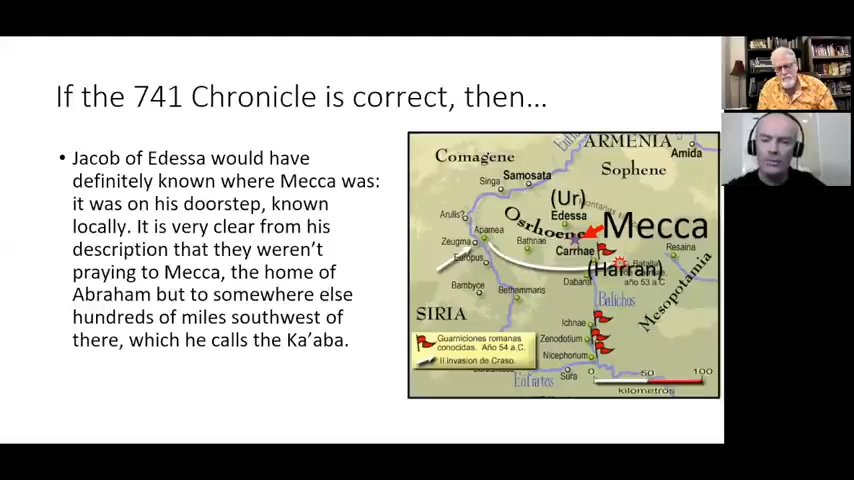 If the 741 Chronicle is correct, then…
• Jacob of Edessa would have
definitely known where Mecca was:
it was on his doorstep, known
locally. It is very clear from his
description that they weren’t
praying to Mecca, the home of
Abraham but to somewhere else
hundreds of miles southwest of
there, which he calls the Ka’aba.
ARMENIA
Amida
Comagene
Sophene
Samosata
Singa
(Ur)
Edessa
Arulis?
Osrhoene
Mecca
Apamea
Zeugma
Bathnae
Carrhae
Resaina
Europus
(Harran)
año 53 a.C
Dabana
Bambyce
Bethammaris
Balichos
Mesopotamia
SIRIA
Ichnae
Guarniciones romanas
conocidas. Año 54 a.C.
Zenodotium
II invasion de Craso
Nicephorium
Eufrates
Sura
0 50 100
kilometros